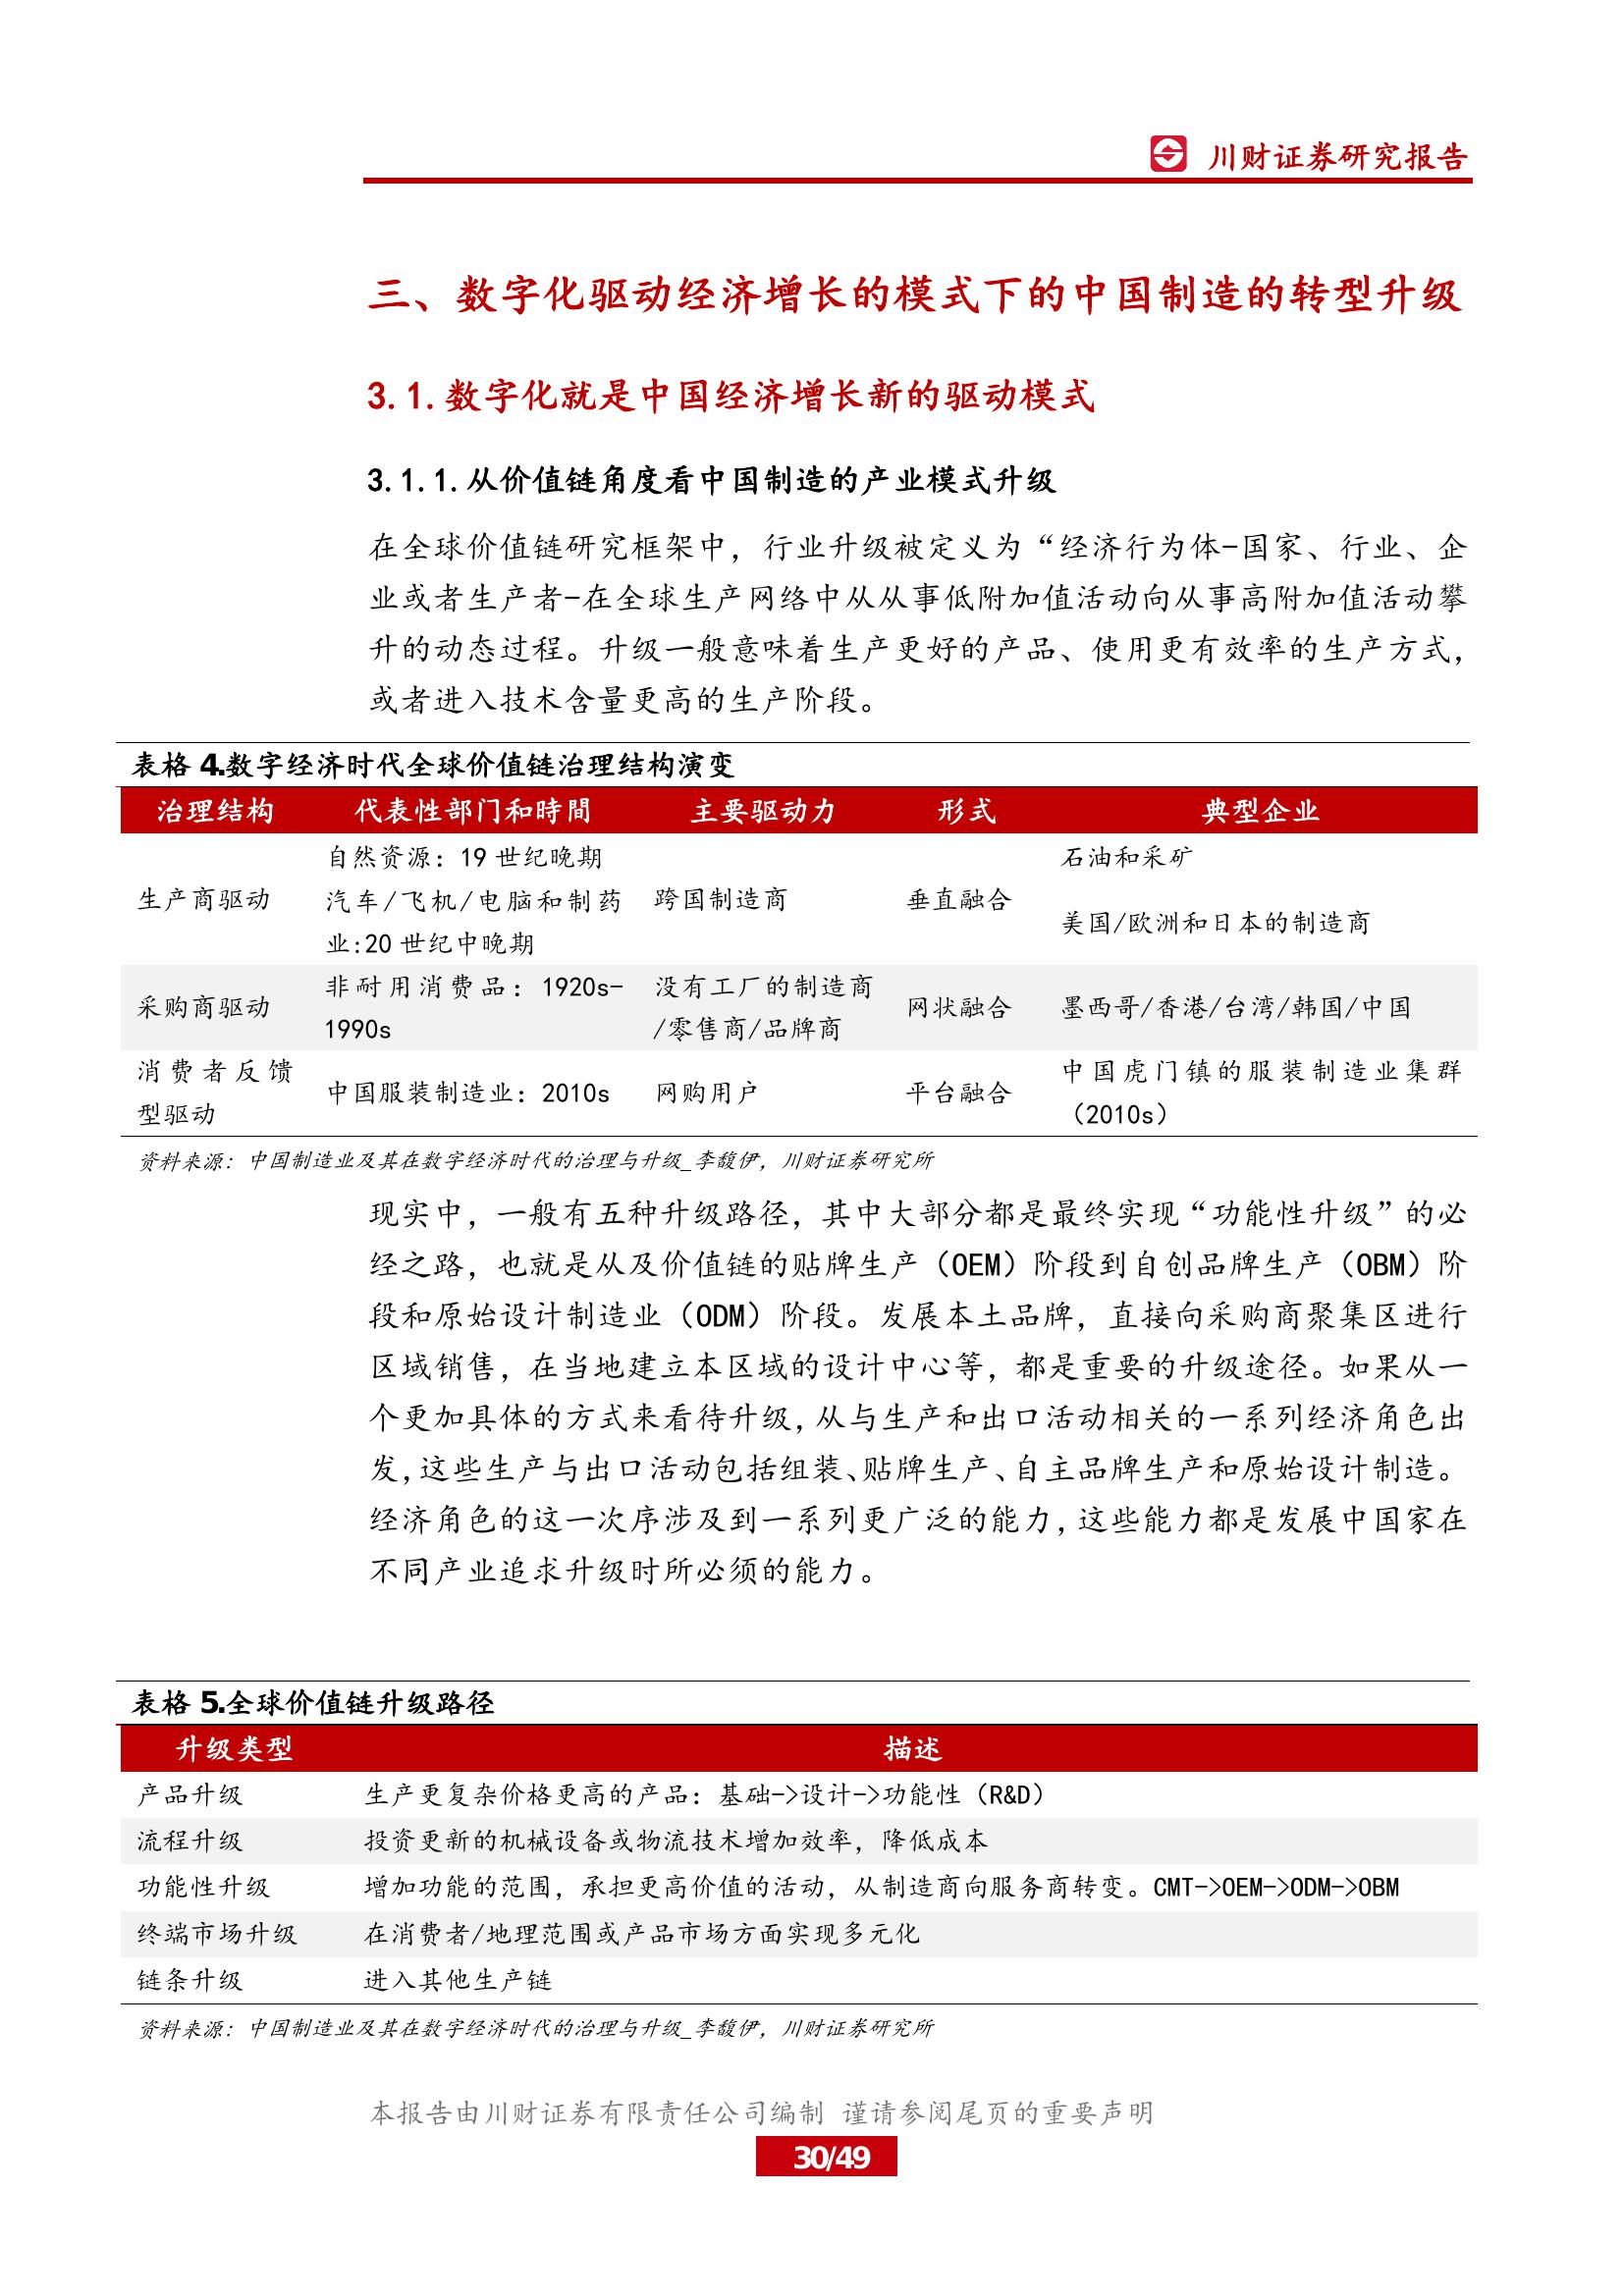 川财证券研究报告
三、数字化驱动经济增长的模式下的中国制造的转型升级
3.1.数字化就是中国经济增长新的驱动模式
3.1.1.从价值链角度看中国制造的产业模式升级
在全球价值链研究框架中，行业升级被定义为“经济行为体-国家、行业、企
业或者生产者-在全球生产网络中从从事低附加值活动向从事高附加值活动攀
升的动态过程。升级一般意味着生产更好的产品、使用更有效率的生产方式，
或者进入技术含量更高的生产阶段。
表格 4.数字经济时代全球价值链治理结构演变
治理结构 代表性部门和時間 主要驱动力 形式 典型企业
自然资源：19 世纪晚期 石油和采矿
生产商驱动 汽车/飞机/电脑和制药 跨国制造商 垂直融合 美国/欧洲和日本的制造商
业:20 世纪中晚期
采购商驱动 非耐用消费品：1920s- 没有工厂的制造商 网状融合 墨西哥/香港/台湾/韩国/中国
1990s /零售商/品牌商
消费者反馈 中国服装制造业：2010s 网购用户 平台融合 中国虎门镇的服装制造业集群
型驱动 （2010s）
资料来源：中国制造业及其在数字经济时代的治理与升级_李馥伊，川财证券研究所
现实中，一般有五种升级路径，其中大部分都是最终实现“功能性升级”的必
经之路，也就是从及价值链的贴牌生产（OEM）阶段到自创品牌生产（OBM）阶
段和原始设计制造业（ODM）阶段。发展本土品牌，直接向采购商聚集区进行
区域销售，在当地建立本区域的设计中心等，都是重要的升级途径。如果从一
个更加具体的方式来看待升级,从与生产和出口活动相关的一系列经济角色出
发,这些生产与出口活动包括组装、贴牌生产、自主品牌生产和原始设计制造。
经济角色的这一次序涉及到一系列更广泛的能力,这些能力都是发展中国家在
不同产业追求升级时所必须的能力。
表格 5.全球价值链升级路径
升级类型 描述
产品升级 生产更复杂价格更高的产品：基础->设计->功能性（R&D）
流程升级 投资更新的机械设备或物流技术增加效率，降低成本
功能性升级 增加功能的范围，承担更高价值的活动，从制造商向服务商转变。CMT->OEM->ODM->OBM
终端市场升级 在消费者/地理范围或产品市场方面实现多元化
链条升级 进入其他生产链
资料来源：中国制造业及其在数字经济时代的治理与升级_李馥伊，川财证券研究所
本报告由川财证券有限责任公司编制 谨请参阅尾页的重要声明
30/49